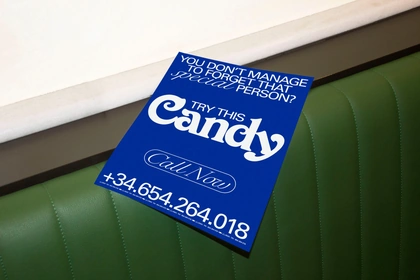 YOU DON'T MANAGE
TO FORGET THAT
special PERSON?
TRY THIS
Candy
Call Now
+34.654.264.018